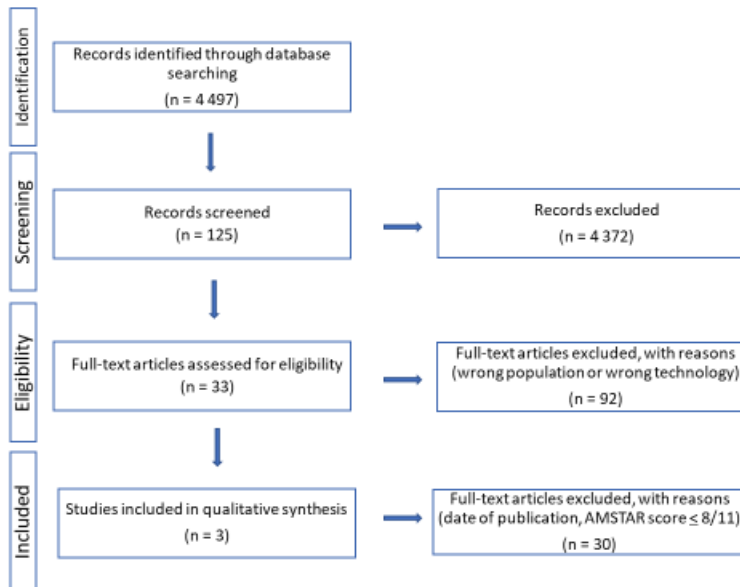 Identification
Records identified through database
searching
(n = 4 497)
Screening
Records screened
(n = 125)
Records excluded
(n = 4 372)
Eligibility
Full-text articles assessed for eligibility
(n = 33)
Full-text articles excluded, with reasons
(wrong population or wrong technology)
(n = 92)
Included
Studies included in qualitative synthesis
(n = 3)
Full-text articles excluded, with reasons
(date of publication, AMSTAR score ≤ 8/11)
(n = 30)